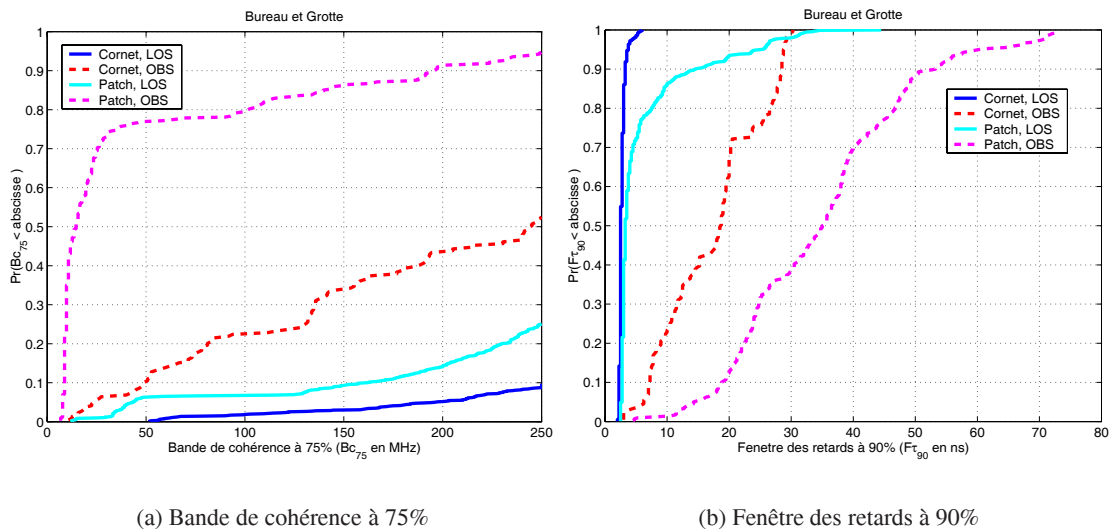 Bureau et Grotte
1
0.9
0.8
0.7
0.6
0.5
0.4
0.3
0.2
0.1
0
Pr(Bc₇₅ < abscisse)
Cornet, LOS
Cornet, OBS
Patch, LOS
Patch, OBS
0 50 100 150 200 250
Bande de cohérence à 75% (Bc₇₅ en MHz)
(a) Bande de cohérence à 75%
Bureau et Grotte
1
0.9
0.8
0.7
0.6
0.5
0.4
0.3
0.2
0.1
0
Pr(Fτ₉₀ < abscisse)
Cornet, LOS
Cornet, OBS
Patch, LOS
Patch, OBS
0 10 20 30 40 50 60 70 80
Fenetre des retards à 90% (Fτ₉₀ en ns)
(b) Fenêtre des retards à 90%